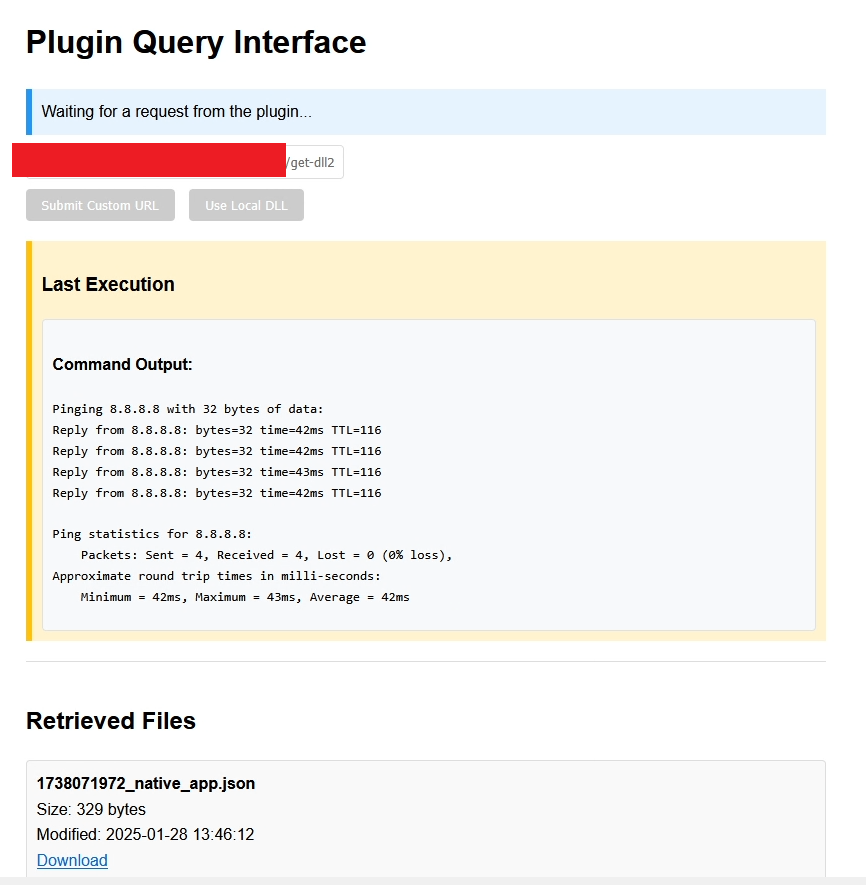 Plugin Query Interface
Waiting for a request from the plugin...
/get-dll2
Submit Custom URL Use Local DLL
Last Execution
Command Output:
Pinging 8.8.8.8 with 32 bytes of data:
Reply from 8.8.8.8: bytes=32 time=42ms TTL=116
Reply from 8.8.8.8: bytes=32 time=42ms TTL=116
Reply from 8.8.8.8: bytes=32 time=43ms TTL=116
Reply from 8.8.8.8: bytes=32 time=42ms TTL=116
Ping statistics for 8.8.8.8:
Packets: Sent = 4, Received = 4, Lost = 0 (0% loss),
Approximate round trip times in milli-seconds:
Minimum = 42ms, Maximum = 43ms, Average = 42ms
Retrieved Files
1738071972_native_app.json
Size: 329 bytes
Modified: 2025-01-28 13:46:12
Download